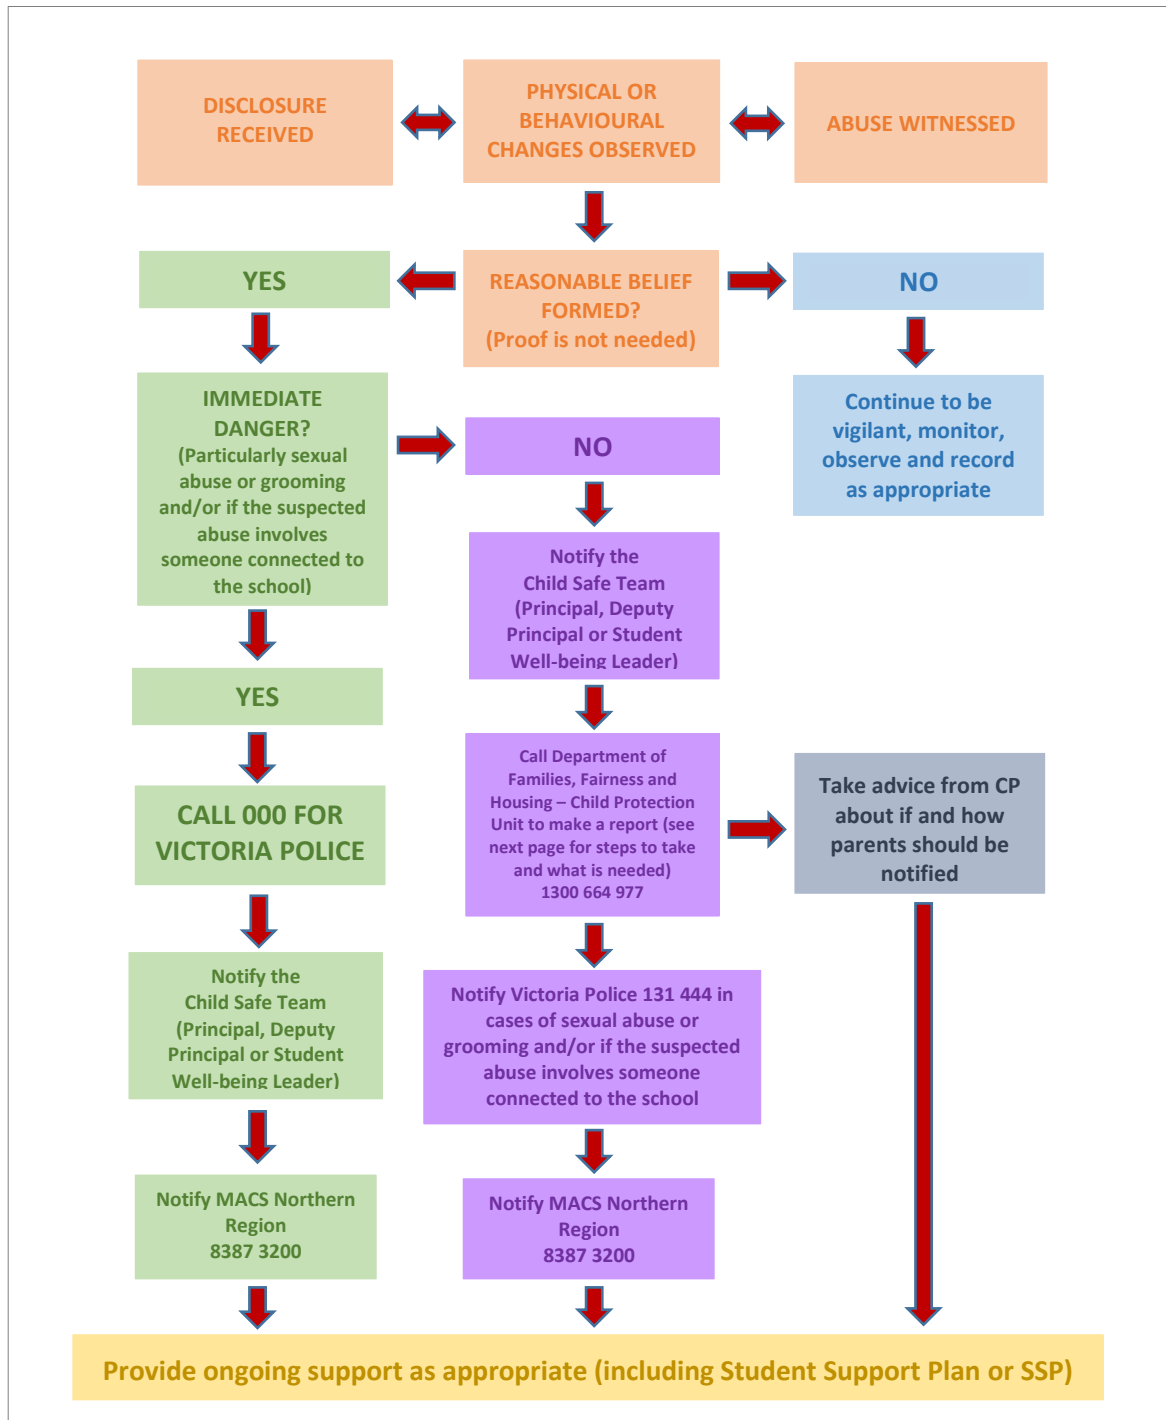 DISCLOSURE
RECEIVED
PHYSICAL OR
BEHAVIOURAL
CHANGES OBSERVED
ABUSE WITNESSED
YES
REASONABLE BELIEF
FORMED?
(Proof is not needed)
NO
IMMEDIATE
DANGER?
(Particularly sexual
abuse or grooming
and/or if the suspected
abuse involves
someone connected to
the school)
NO
Continue to be
vigilant, monitor,
observe and record
as appropriate
Notify the
Child Safe Team
(Principal, Deputy
Principal or Student
Well-being Leader)
YES
Call Department of
Families, Fairness and
Housing – Child Protection
Unit to make a report (see
next page for steps to take
and what is needed)
1300 664 977
Take advice from CP
about if and how
parents should be
notified
CALL 000 FOR
VICTORIA POLICE
Notify the
Child Safe Team
(Principal, Deputy
Principal or Student
Well-being Leader)
Notify Victoria Police 131 444 in
cases of sexual abuse or
grooming and/or if the suspected
abuse involves someone
connected to the school
Notify MACS Northern
Region
8387 3200
Notify MACS Northern
Region
8387 3200
Provide ongoing support as appropriate (including Student Support Plan or SSP)